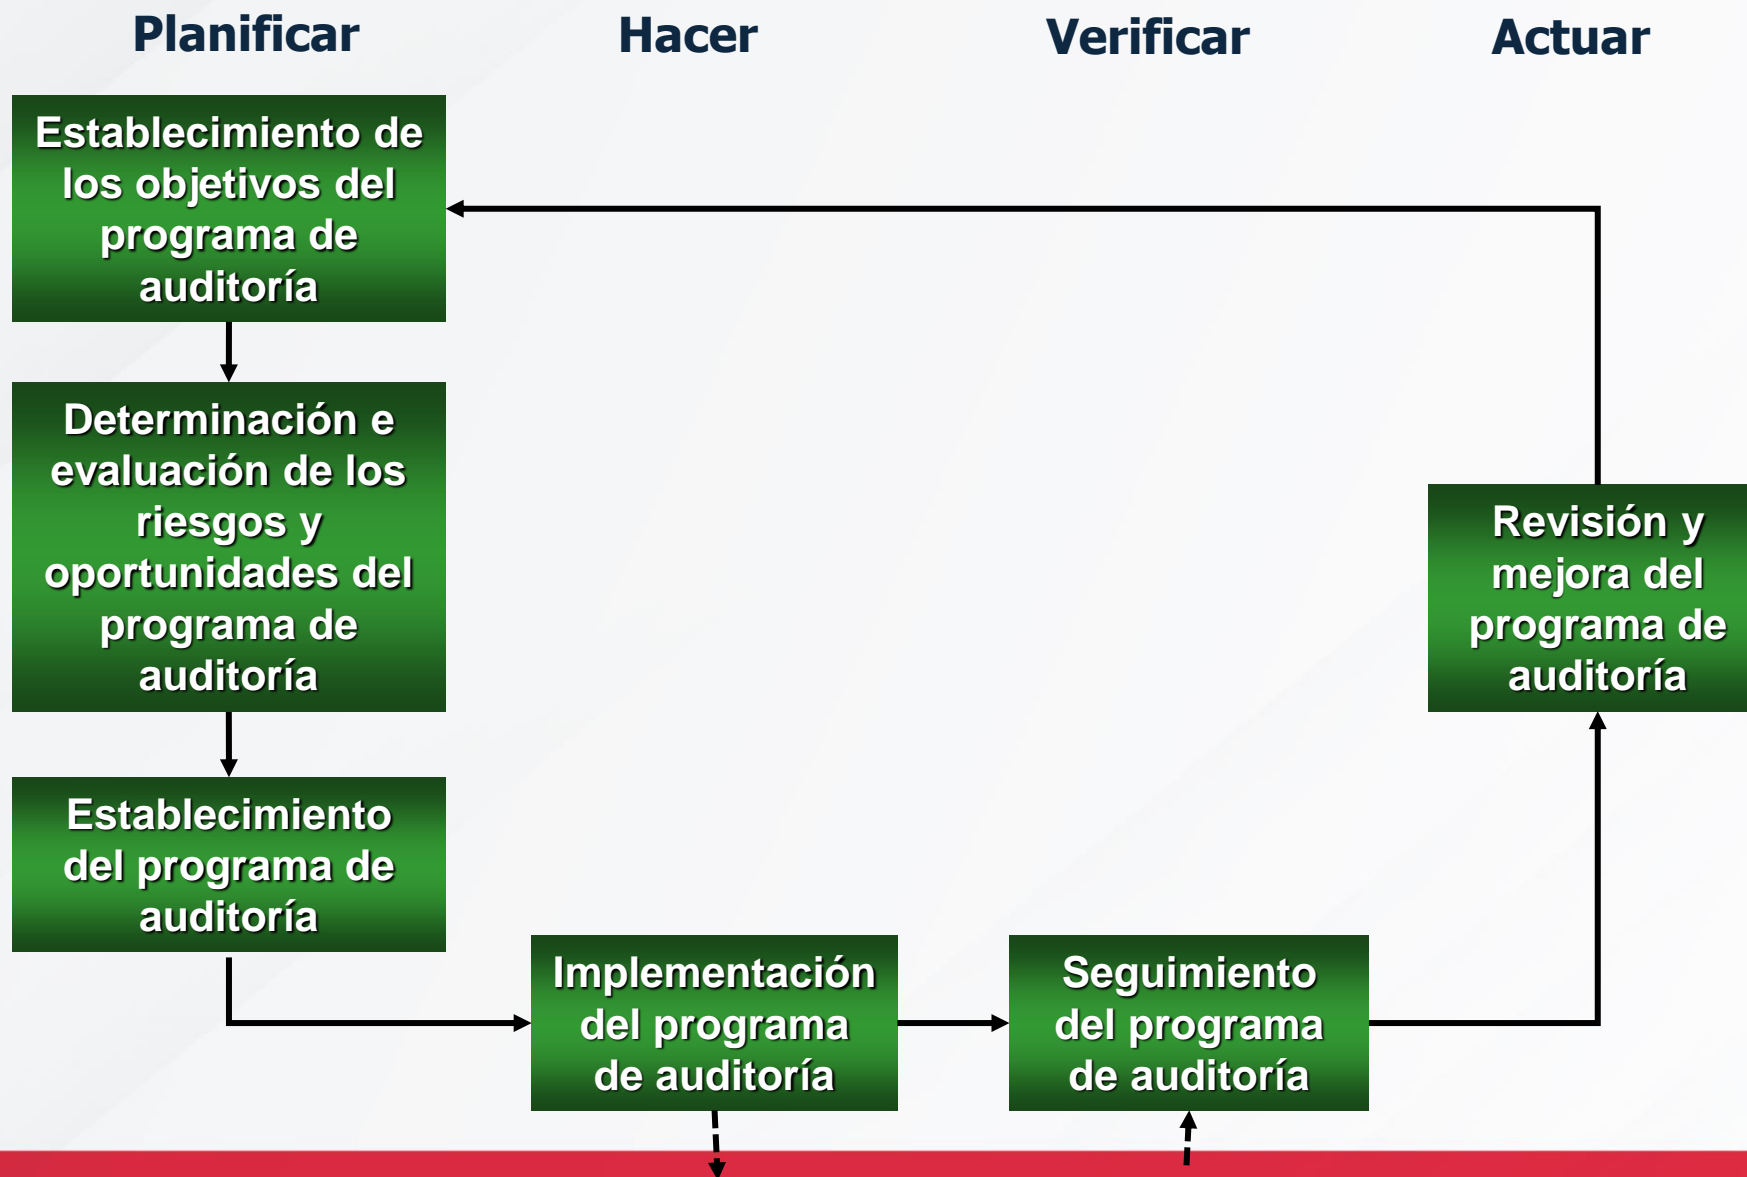 Planificar
Hacer
Verificar
Actuar
Establecimiento de
los objetivos del
programa de
auditoría
Determinación e
evaluación de los
riesgos y
oportunidades del
programa de
auditoría
Establecimiento
del programa de
auditoría
Implementación
del programa
de auditoría
Seguimiento
del programa
de auditoría
Revisión y
mejora del
programa de
auditoría